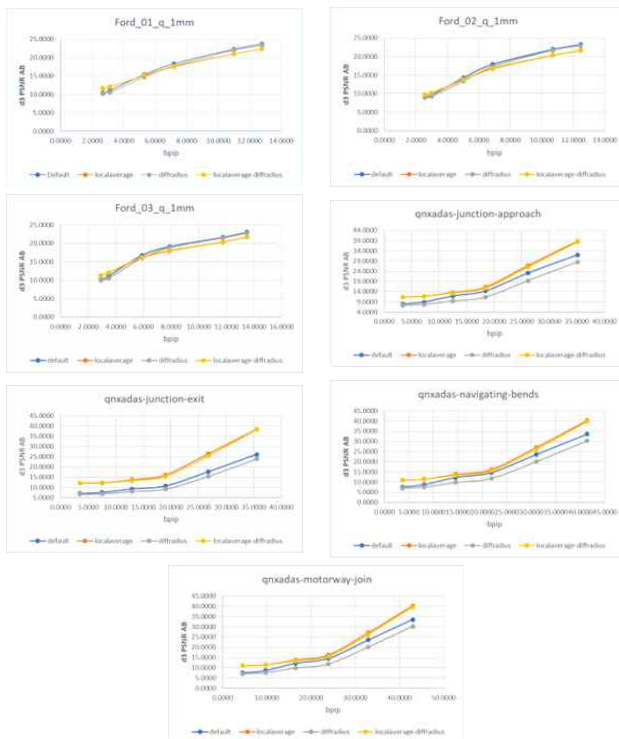 Ford_01_q_1mm
25.0000
20.0000
15.0000
10.0000
5.0000
0.0000
d3 PSNR AB
0.0000 2.0000 4.0000 6.0000 8.0000 10.0000 12.0000 14.0000
bpip
Default localaverage diffradius localaverage-diffradius
Ford_02_q_1mm
25.0000
20.0000
15.0000
10.0000
5.0000
0.0000
d3 PSNR AB
0.0000 2.0000 4.0000 6.0000 8.0000 10.0000 12.0000 14.0000
bpip
default localaverage diffradius localaverage-diffradius
Ford_03_q_1mm
25.0000
20.0000
15.0000
10.0000
5.0000
0.0000
d3 PSNR AB
0.0000 2.0000 4.0000 6.0000 8.0000 10.0000 12.0000 14.0000 16.0000
bpip
default localaverage diffradius localaverage-diffradius
qnxadas-junction-approach
44.0000
39.0000
34.0000
29.0000
24.0000
19.0000
14.0000
9.0000
4.0000
d3 PSNR AB
0.0000 5.0000 10.0000 15.0000 20.0000 25.0000 30.0000 35.0000 40.0000
bpip
default localaverage diffradius localaverage-diffradius
qnxadas-junction-exit
45.0000
40.0000
35.0000
30.0000
25.0000
20.0000
15.0000
10.0000
5.0000
d3 PSNR AB
0.0000 5.0000 10.0000 15.0000 20.0000 25.0000 30.0000 35.0000 40.0000
bpip
default localaverage diffradius localaverage-diffradius
qnxadas-navigating-bends
45.0000
40.0000
35.0000
30.0000
25.0000
20.0000
15.0000
10.0000
5.0000
0.0000
d3 PSNR AB
0.0000 5.0000 10.0000 15.0000 20.0000 25.0000 30.0000 35.0000 40.0000 45.0000
bpip
default localaverage diffradius localaverage-diffradius
qnxadas-motorway-join
45.0000
40.0000
35.0000
30.0000
25.0000
20.0000
15.0000
10.0000
5.0000
0.0000
d3 PSNR AB
0.0000 10.0000 20.0000 30.0000 40.0000 50.0000
bpip
default localaverage diffradius localaverage-diffradius